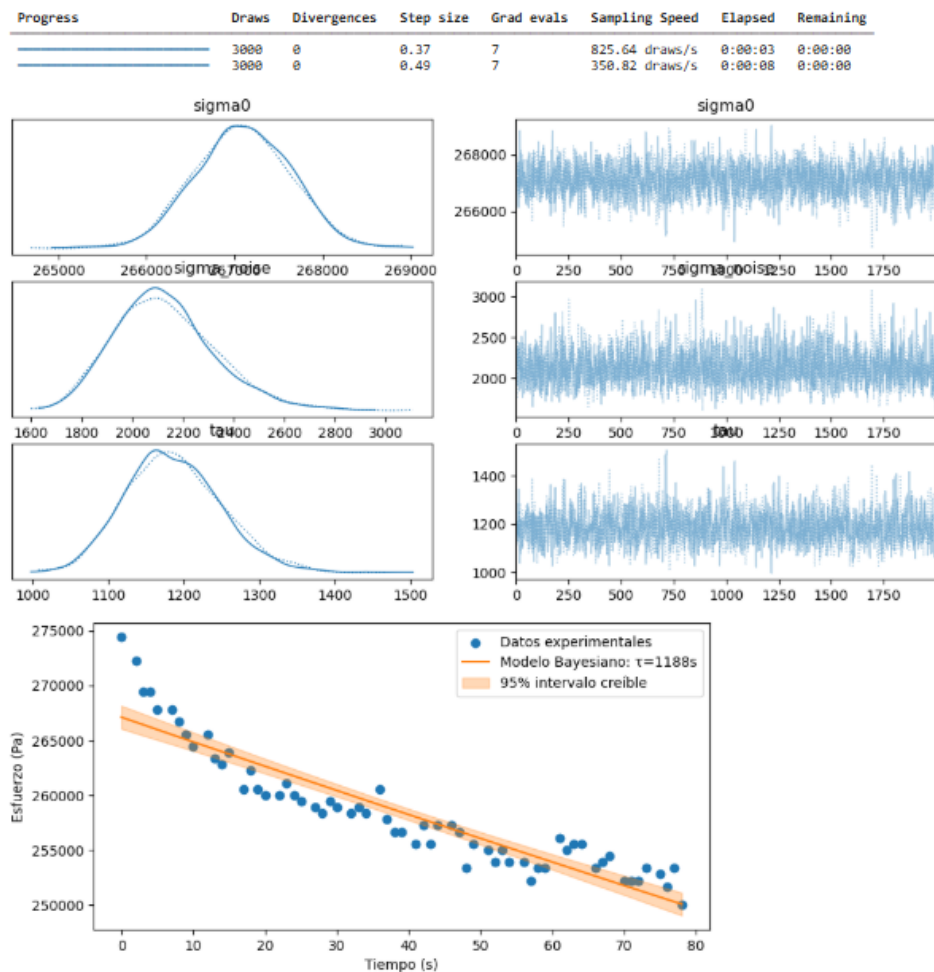 Progress Draws Divergences Step size Grad evals Sampling Speed Elapsed Remaining
3000 0 0.37 7 825.64 draws/s 0:00:03 0:00:00
3000 0 0.49 7 350.82 draws/s 0:00:08 0:00:00
sigma0 sigma0
268000
266000
265000 266000 267000 268000 269000 0 250 500 750 1000 1250 1500 1750
sigma_noise sigma_noise
3000
2500
2000
1600 1800 2000 2200 2400 2600 2800 3000 0 250 500 750 1000 1250 1500 1750
tau tau
1400
1200
1000
1000 1100 1200 1300 1400 1500 0 250 500 750 1000 1250 1500 1750
275000
270000
265000
260000
255000
250000
Esfuerzo (Pa)
Datos experimentales
Modelo Bayesiano: τ=1188s
95% intervalo creíble
0 10 20 30 40 50 60 70 80
Tiempo (s)